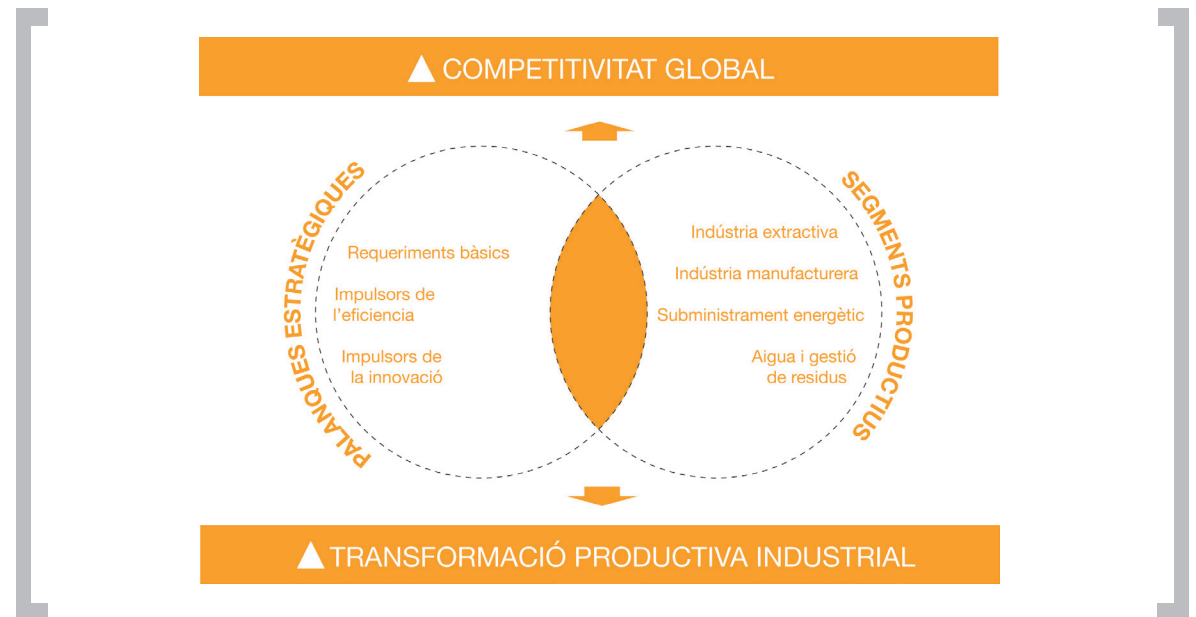 ▲ COMPETITIVITAT GLOBAL
PALANQUES ESTRATÈGIQUES
Requeriments bàsics
Impulsors de
l’eficiencia
Impulsors de
la innovació
SEGMENTS PRODUCTIUS
Indústria extractiva
Indústria manufacturera
Subministrament energètic
Aigua i gestió
de residus
▲ TRANSFORMACIÓ PRODUCTIVA INDUSTRIAL